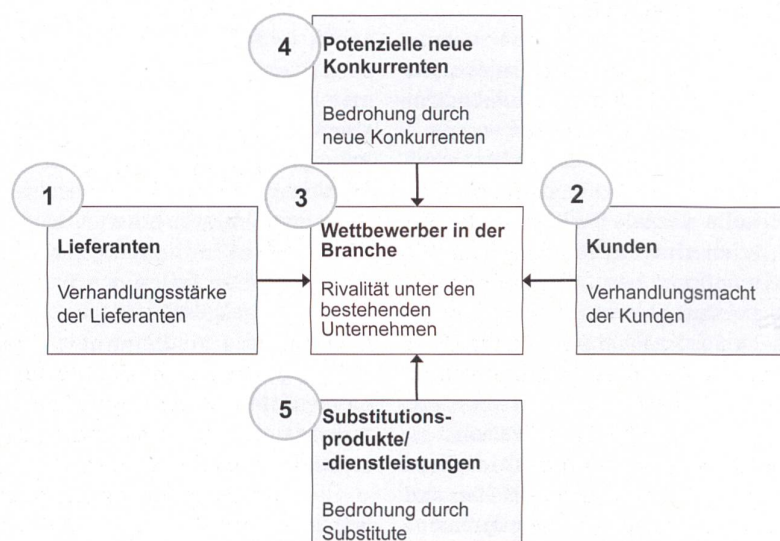 4
Potenzielle neue
Konkurrenten
Bedrohung durch
neue Konkurrenten
1
Lieferanten
Verhandlungsstärke
der Lieferanten
3
Wettbewerber in der
Branche
Rivalität unter den
bestehenden
Unternehmen
2
Kunden
Verhandlungsmacht
der Kunden
5
Substitutions-
produkte/
-dienstleistungen
Bedrohung durch
Substitute